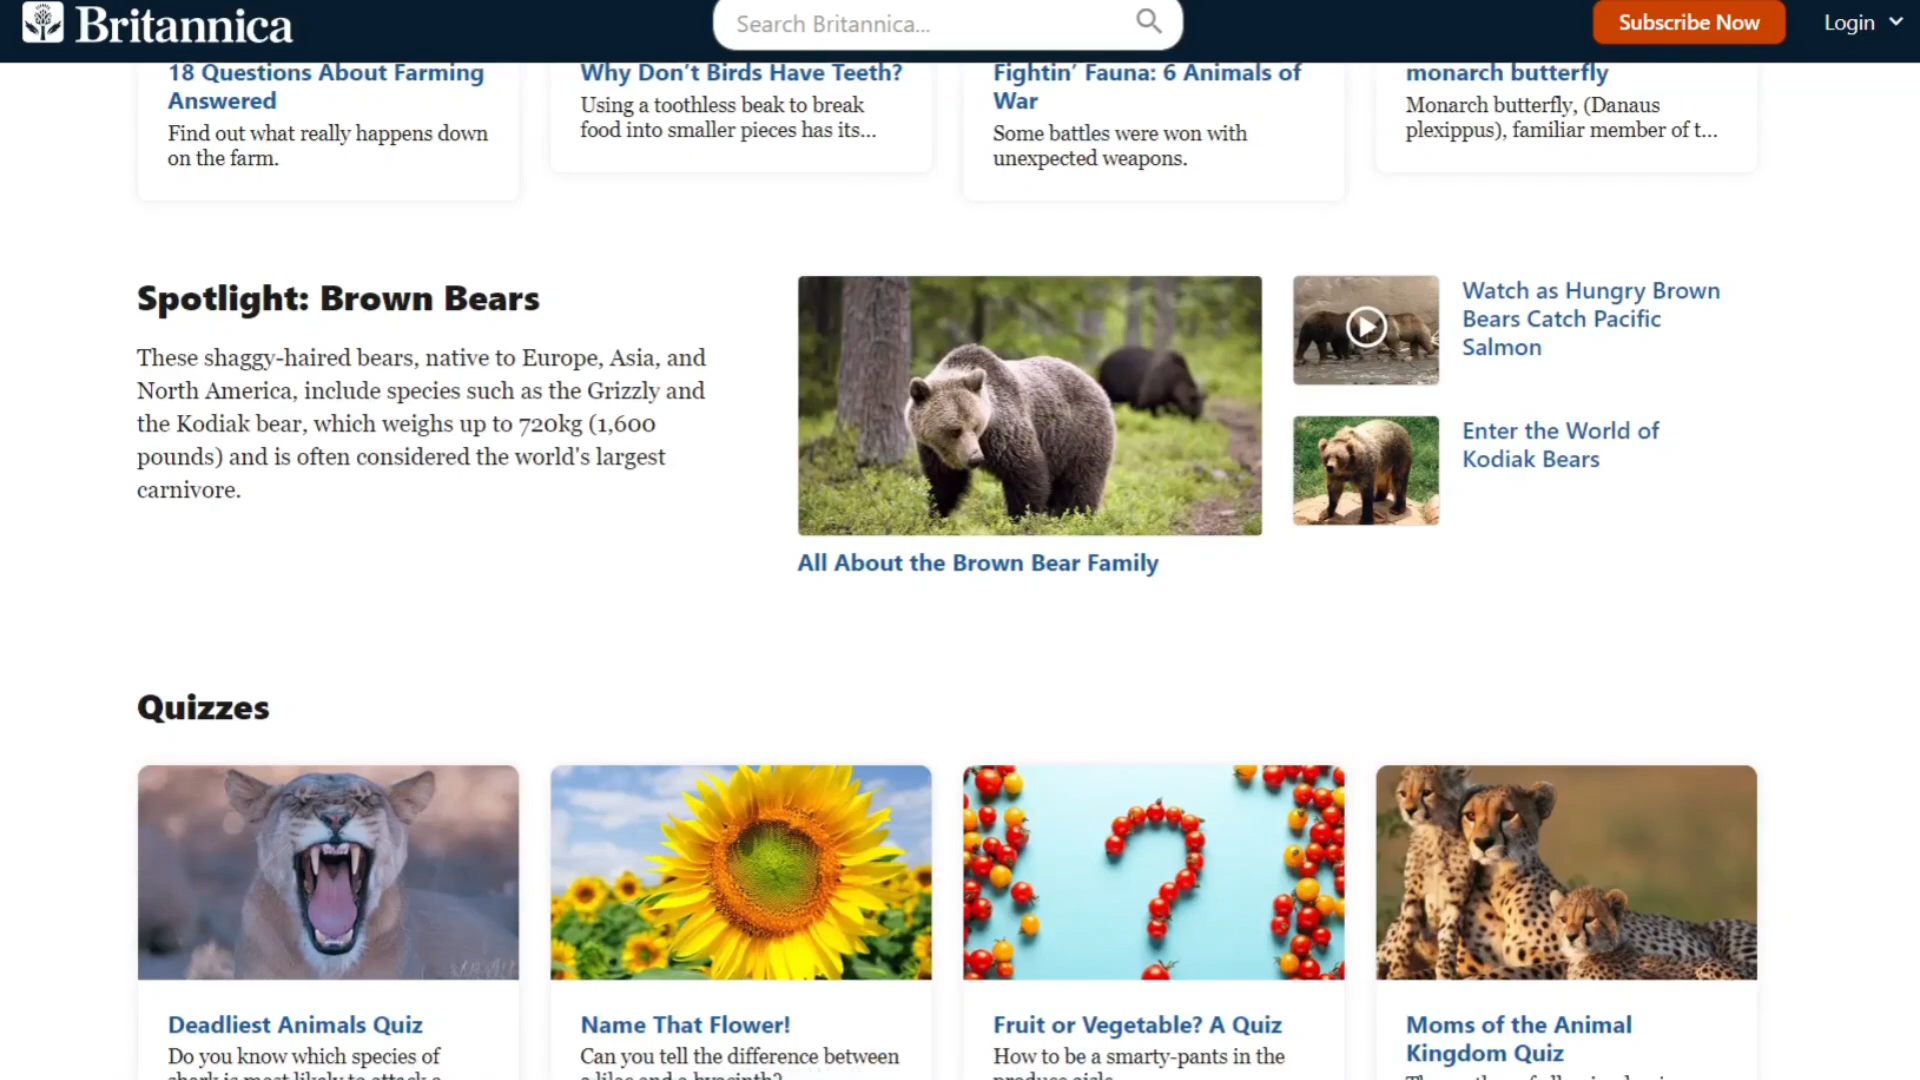 Britannica
Search Britannica...
Subscribe Now
Login
18 Questions About Farming
Answered
Find out what really happens down
on the farm.
Why Don’t Birds Have Teeth?
Using a toothless beak to break
food into smaller pieces has its...
Fightin’ Fauna: 6 Animals of
War
Some battles were won with
unexpected weapons.
monarch butterfly
Monarch butterfly, (Danaus
plexippus), familiar member of t...
Spotlight: Brown Bears
These shaggy-haired bears, native to Europe, Asia, and
North America, include species such as the Grizzly and
the Kodiak bear, which weighs up to 720kg (1,600
pounds) and is often considered the world's largest
carnivore.
All About the Brown Bear Family
Watch as Hungry Brown
Bears Catch Pacific
Salmon
Enter the World of
Kodiak Bears
Quizzes
Deadliest Animals Quiz
Do you know which species of
shark is most likely to attack a
Name That Flower!
Can you tell the difference between
a lilac and a hyacinth?
Fruit or Vegetable? A Quiz
How to be a smarty-pants in the
produce aisle.
Moms of the Animal
Kingdom Quiz